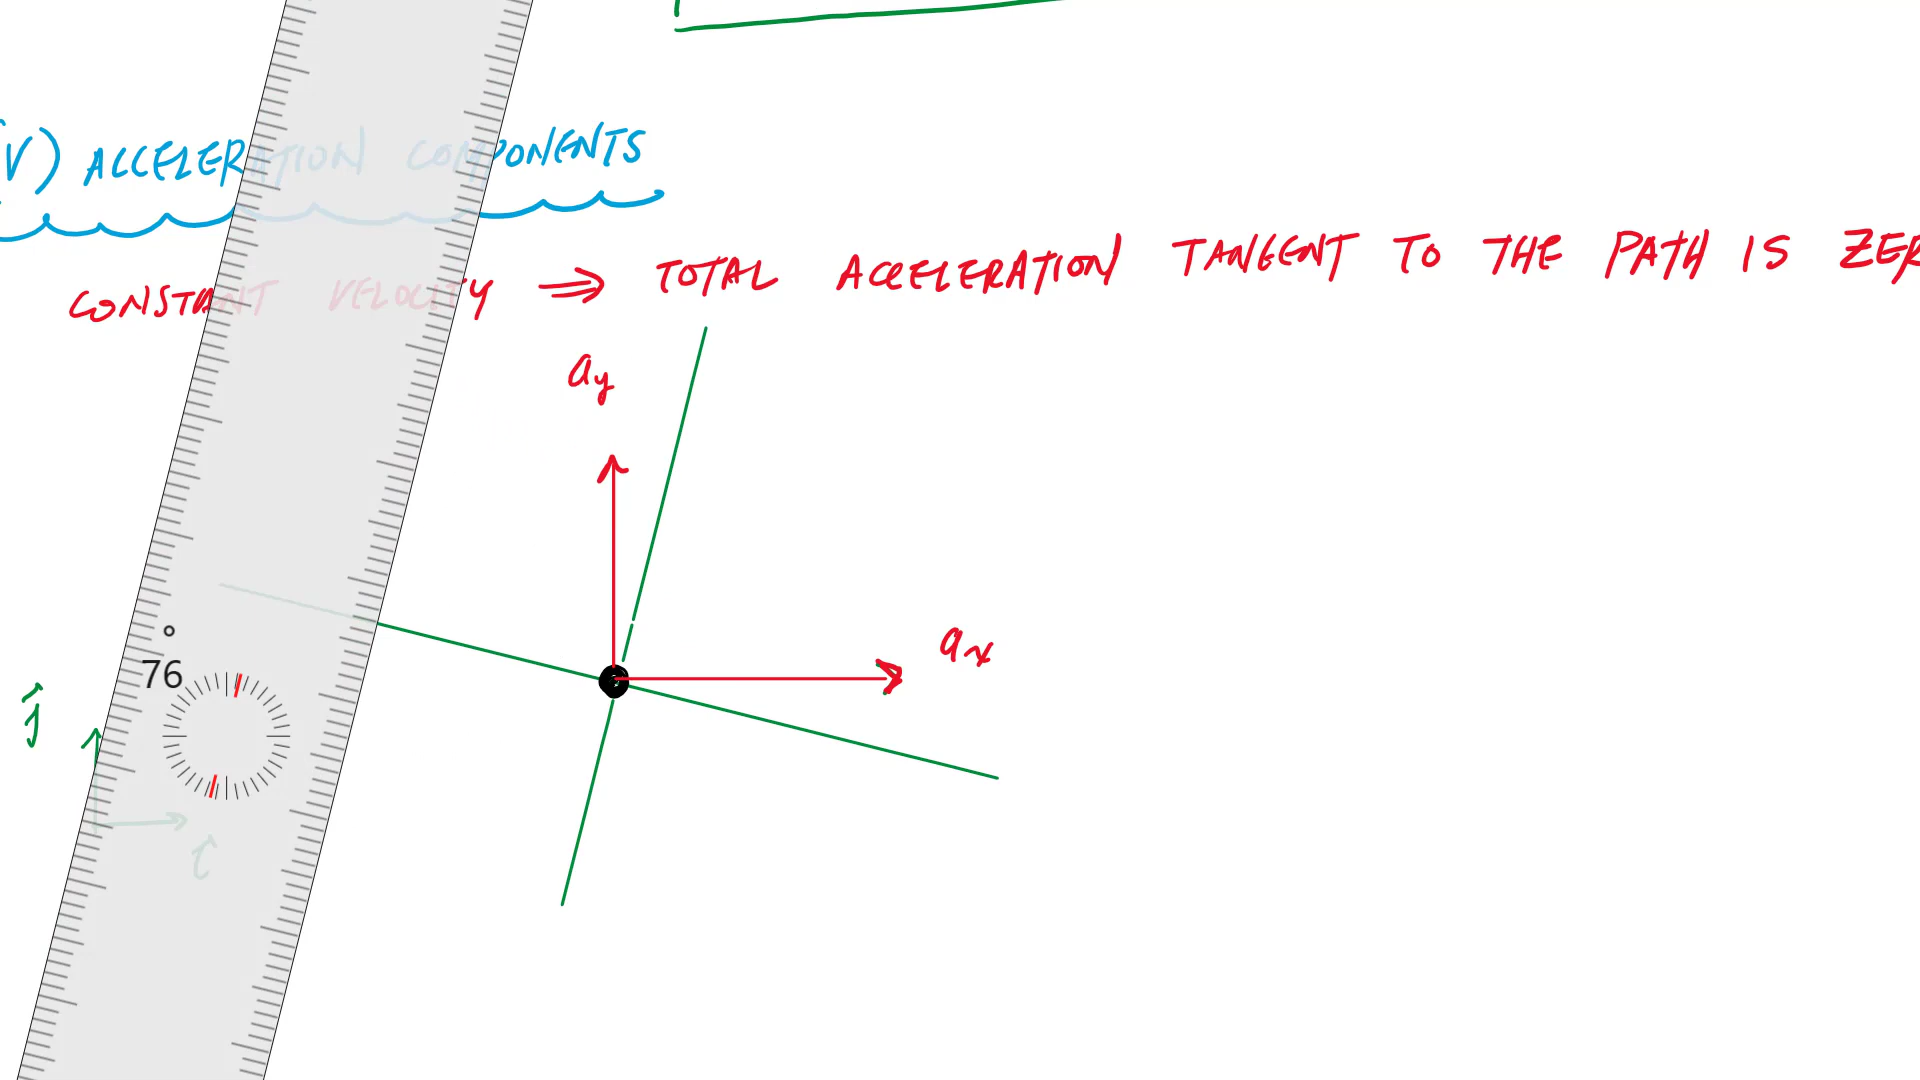 V) ACCELERATION COMPONENTS
CONSTANT VELOCITY ⇒ TOTAL ACCELERATION TANGENT TO THE PATH IS ZER
ay
ax
°
76
ĵ
î